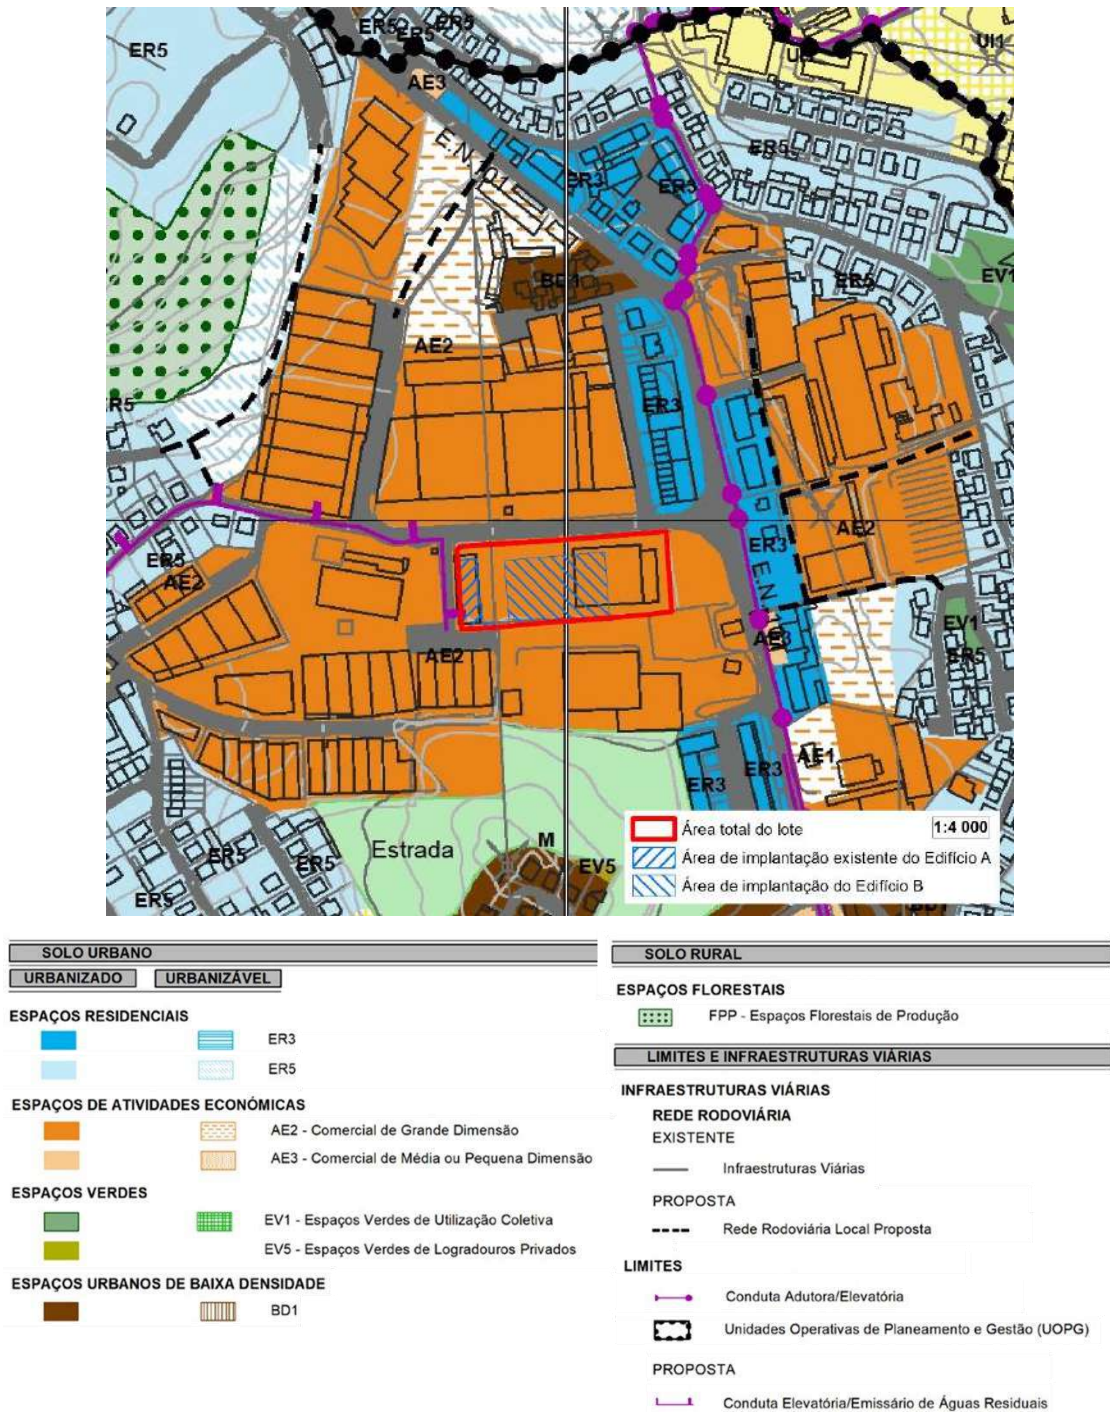 ER5
ER5
ER5
UI1
AE3
E.N. 101
ER3
ER5
ER5
ER5
EV1
BD1
AE2
ER3
ER5
ER5
AE2
ER3
E.N.
AE2
AE3
EV1
ER5
AE2
AE1
ER3
ER3
Estrada
M
EV5
ER5
ER5
ER5
BD1
Área total do lote
1:4 000
Área de implantação existente do Edifício A
Área de implantação do Edifício B
SOLO URBANO
URBANIZADO
URBANIZÁVEL
ESPAÇOS RESIDENCIAIS
ER3
ER5
ESPAÇOS DE ATIVIDADES ECONÓMICAS
AE2 - Comercial de Grande Dimensão
AE3 - Comercial de Média ou Pequena Dimensão
ESPAÇOS VERDES
EV1 - Espaços Verdes de Utilização Coletiva
EV5 - Espaços Verdes de Logradouros Privados
ESPAÇOS URBANOS DE BAIXA DENSIDADE
BD1
SOLO RURAL
ESPAÇOS FLORESTAIS
FPP - Espaços Florestais de Produção
LIMITES E INFRAESTRUTURAS VIÁRIAS
INFRAESTRUTURAS VIÁRIAS
REDE RODOVIÁRIA
EXISTENTE
Infraestruturas Viárias
PROPOSTA
Rede Rodoviária Local Proposta
LIMITES
Conduta Adutora/Elevatória
Unidades Operativas de Planeamento e Gestão (UOPG)
PROPOSTA
Conduta Elevatória/Emissário de Águas Residuais